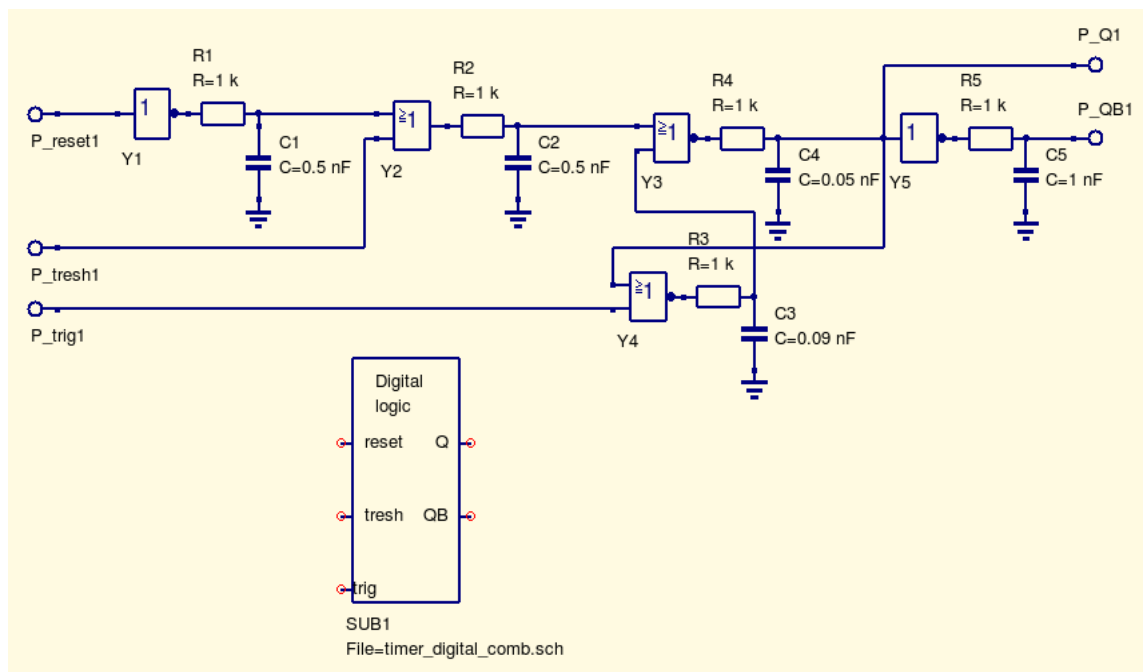 P_Q1
R1
R=1 k
R2
R=1 k
R4
R=1 k
R5
R=1 k
P_QB1
1
≥1
≥1
1
P_reset1
Y1
C1
C=0.5 nF
Y2
C2
C=0.5 nF
Y3
C4
C=0.05 nF
Y5
C5
C=1 nF
P_tresh1
R3
R=1 k
≥1
P_trig1
Y4
C3
C=0.09 nF
Digital
logic
reset Q
tresh QB
trig
SUB1
File=timer_digital_comb.sch